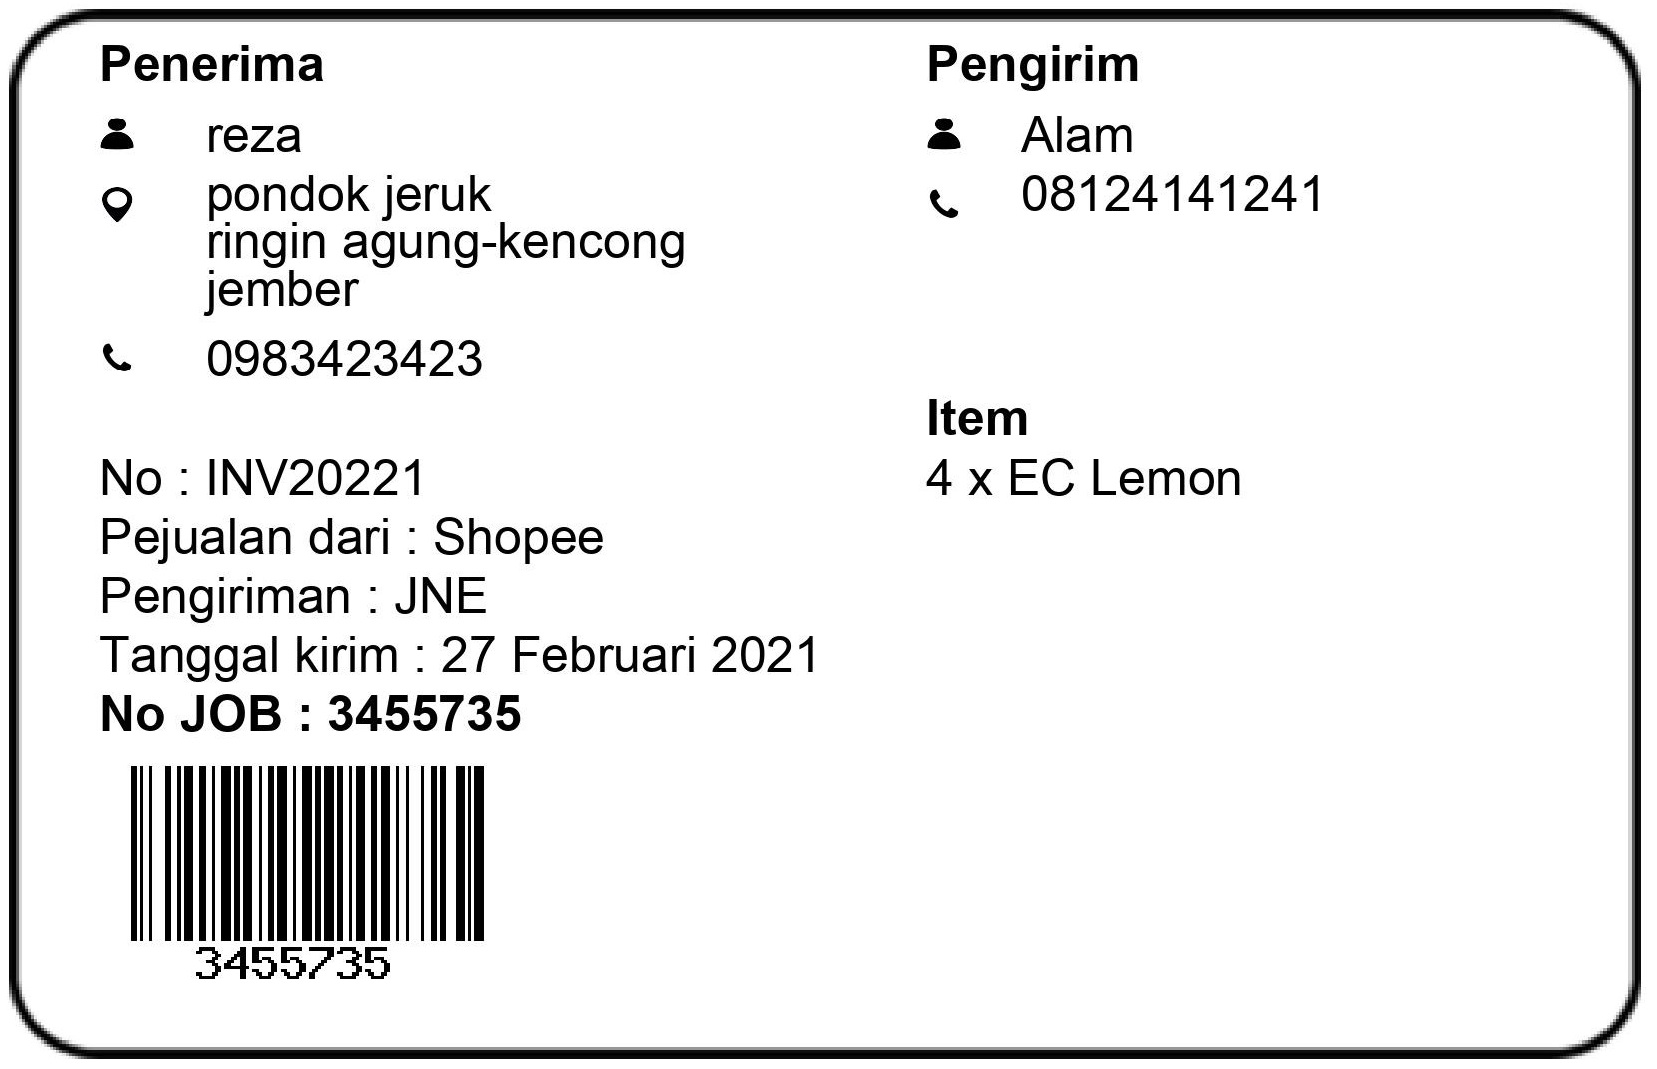 Penerima
reza
pondok jeruk
ringin agung-kencong
jember
0983423423
Pengirim
Alam
08124141241
Item
4 x EC Lemon
No : INV20221
Pejualan dari : Shopee
Pengiriman : JNE
Tanggal kirim : 27 Februari 2021
No JOB : 3455735
3455735